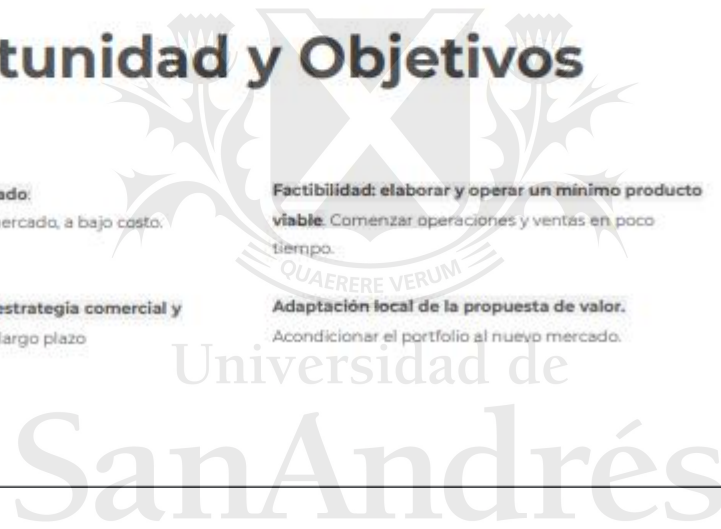 tunidad y Objetivos
ado:
ercado, a bajo costo.
estrategia comercial y
largo plazo
Factibilidad: elaborar y operar un mínimo producto
viable. Comenzar operaciones y ventas en poco
tiempo.
Adaptación local de la propuesta de valor.
Acondicionar el portfolio al nuevo mercado.
QUAERERE VERUM
Universidad de
SanAndrés